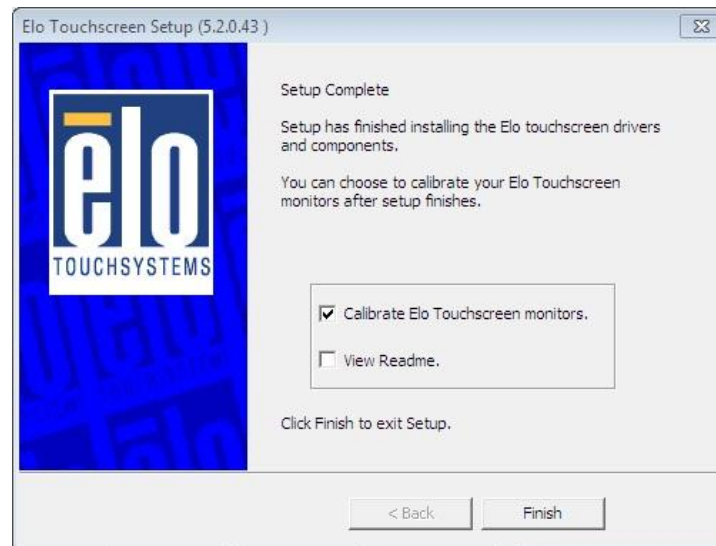 Elo Touchscreen Setup (5.2.0.43 )
Setup Complete
Setup has finished installing the Elo touchscreen drivers
and components.
You can choose to calibrate your Elo Touchscreen
monitors after setup finishes.
elo
TOUCHSYSTEMS
Calibrate Elo Touchscreen monitors.
View Readme.
Click Finish to exit Setup.
< Back
Finish